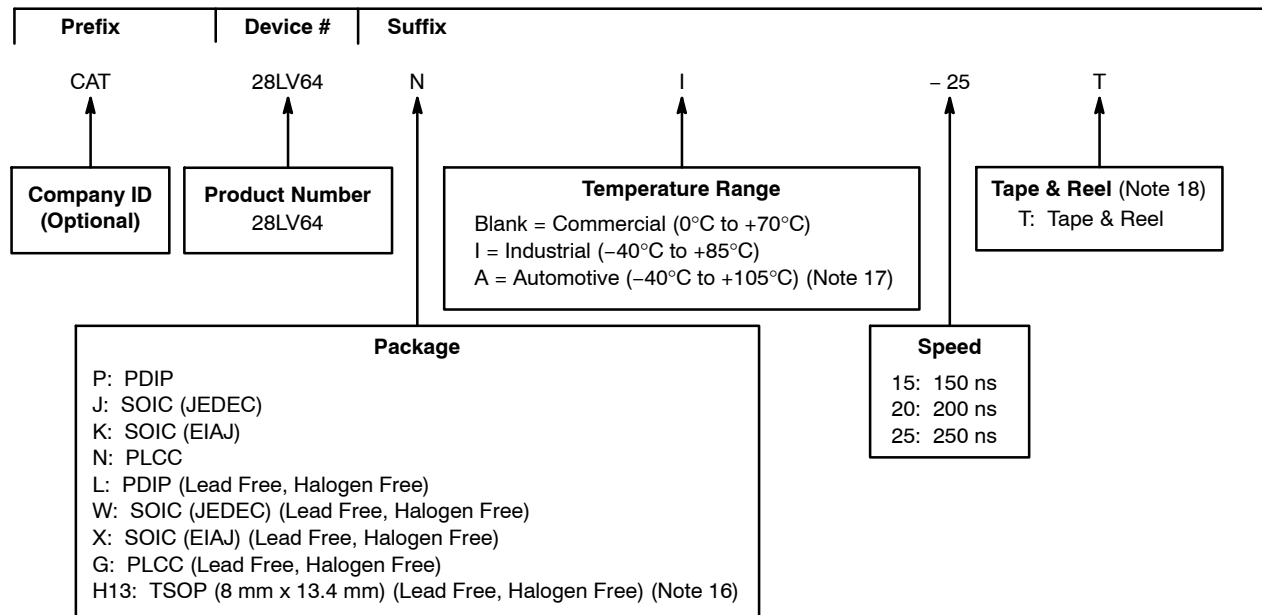 Prefix Device # Suffix
CAT 28LV64 N I – 25 T
Company ID
(Optional)
Product Number
28LV64
Temperature Range
Blank = Commercial (0°C to +70°C)
I = Industrial (−40°C to +85°C)
A = Automotive (−40°C to +105°C) (Note 17)
Tape & Reel (Note 18)
T: Tape & Reel
Package
P: PDIP
J: SOIC (JEDEC)
K: SOIC (EIAJ)
N: PLCC
L: PDIP (Lead Free, Halogen Free)
W: SOIC (JEDEC) (Lead Free, Halogen Free)
X: SOIC (EIAJ) (Lead Free, Halogen Free)
G: PLCC (Lead Free, Halogen Free)
H13: TSOP (8 mm x 13.4 mm) (Lead Free, Halogen Free) (Note 16)
Speed
15: 150 ns
20: 200 ns
25: 250 ns